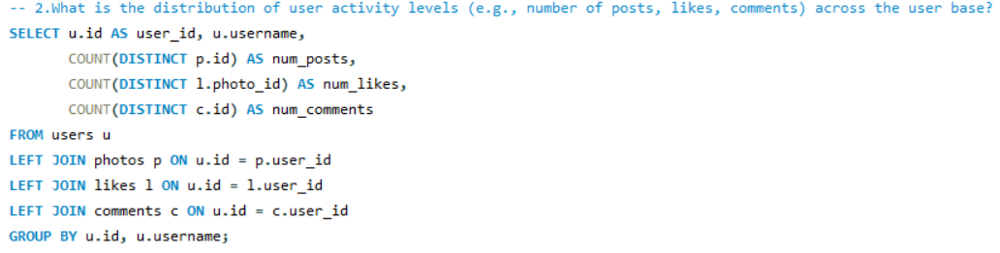 -- 2.What is the distribution of user activity levels (e.g., number of posts, likes, comments) across the user base?
SELECT u.id AS user_id, u.username,
COUNT(DISTINCT p.id) AS num_posts,
COUNT(DISTINCT l.photo_id) AS num_likes,
COUNT(DISTINCT c.id) AS num_comments
FROM users u
LEFT JOIN photos p ON u.id = p.user_id
LEFT JOIN likes l ON u.id = l.user_id
LEFT JOIN comments c ON u.id = c.user_id
GROUP BY u.id, u.username;